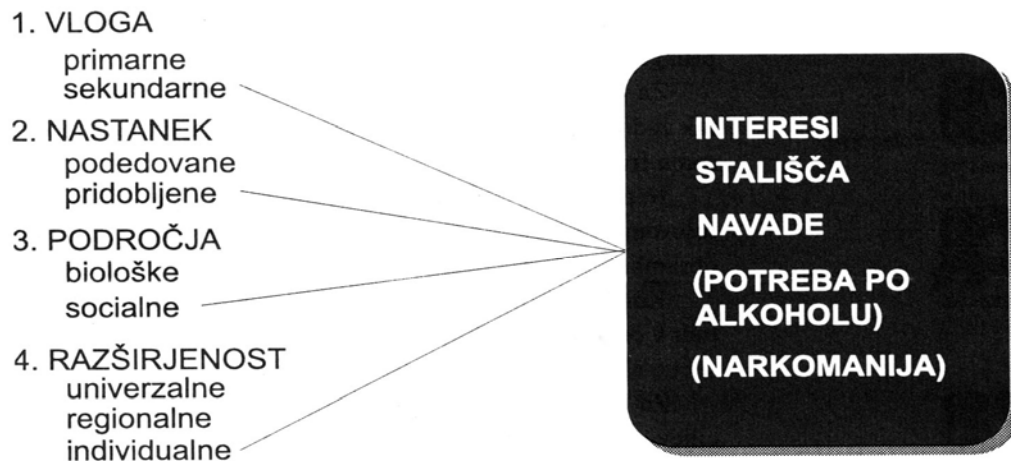 1. VLOGA
primarne
sekundarne
2. NASTANEK
podedovane
pridobljene
3. PODROČJA
biološke
socialne
4. RAZŠIRJENOST
univerzalne
regionalne
individualne
INTERESI
STALIŠČA
NAVADE
(POTREBA PO
ALKOHOLU)
(NARKOMANIJA)